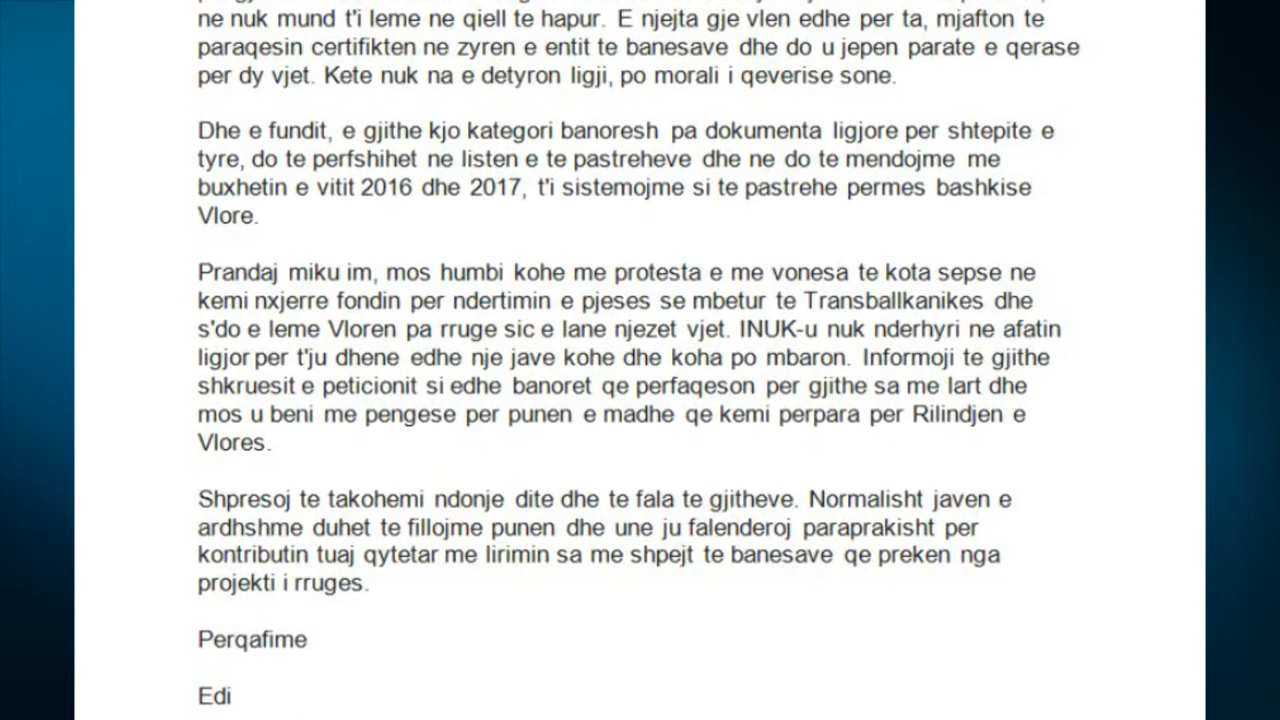 ne nuk mund t'i leme ne qiell te hapur. E njejta gje vlen edhe per ta, mjafton te
paraqesin certifikten ne zyren e entit te banesave dhe do u jepen parate e qerase
per dy vjet. Kete nuk na e detyron ligji, po morali i qeverise sone.
Dhe e fundit, e gjithe kjo kategori banoresh pa dokumenta ligjore per shtepite e
tyre, do te perfshihet ne listen e te pastreheve dhe ne do te mendojme me
buxhetin e vitit 2016 dhe 2017, t'i sistemojme si te pastrehe permes bashkise
Vlore.
Prandaj miku im, mos humbi kohe me protesta e me vonesa te kota sepse ne
kemi nxjerre fondin per ndertimin e pjeses se mbetur te Transballkanikes dhe
s'do e leme Vloren pa rruge sic e lane njezet vjet. INUK-u nuk nderhyri ne afatin
ligjor per t'ju dhene edhe nje jave kohe dhe koha po mbaron. Informoji te gjithe
shkruesit e peticionit si edhe banoret qe perfaqeson per gjithe sa me lart dhe
mos u beni me pengese per punen e madhe qe kemi perpara per Rilindjen e
Vlores.
Shpresoj te takohemi ndonje dite dhe te fala te gjitheve. Normalisht javen e
ardhshme duhet te fillojme punen dhe une ju falenderoj paraprakisht per
kontributin tuaj qytetar me lirimin sa me shpejt te banesave qe preken nga
projekti i rruges.
Perqafime
Edi